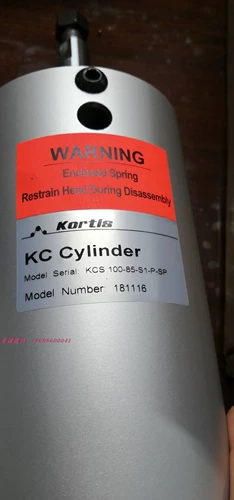 WARNING
Enclosed Spring
Restrain Head During Disassembly
Kortis
KC Cylinder
Model Serial: KCS 100-85-S1-P-SP
Model Number: 181116